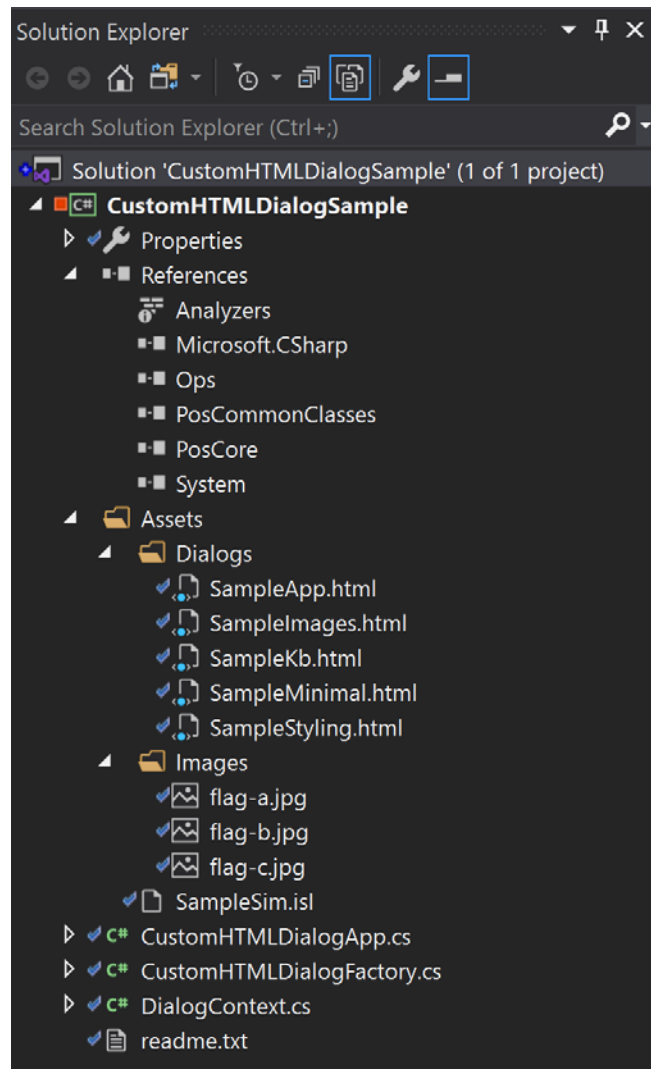 Solution Explorer
Search Solution Explorer (Ctrl+;)
Solution 'CustomHTMLDialogSample' (1 of 1 project)
C# CustomHTMLDialogSample
Properties
References
Analyzers
Microsoft.CSharp
Ops
PosCommonClasses
PosCore
System
Assets
Dialogs
SampleApp.html
SampleImages.html
SampleKb.html
SampleMinimal.html
SampleStyling.html
Images
flag-a.jpg
flag-b.jpg
flag-c.jpg
SampleSim.isl
C# CustomHTMLDialogApp.cs
C# CustomHTMLDialogFactory.cs
C# DialogContext.cs
readme.txt